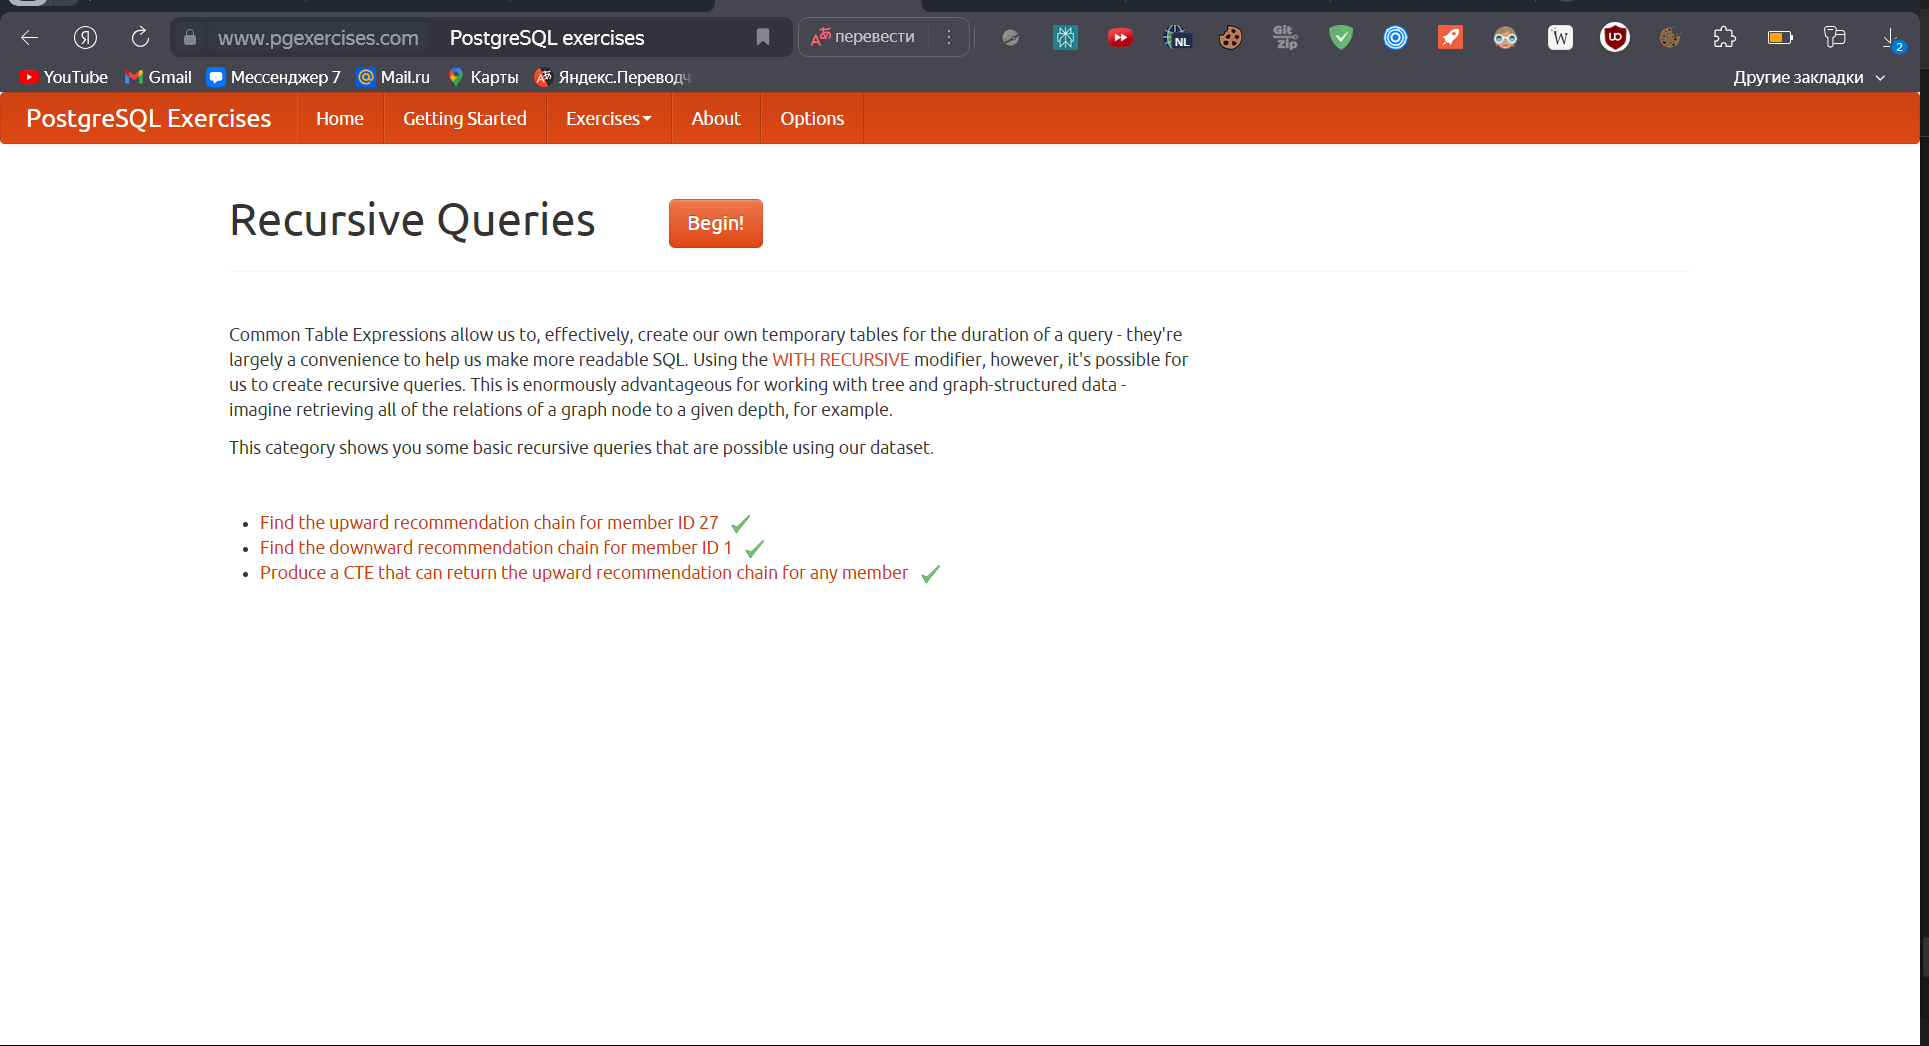 www.pgexercises.com PostgreSQL exercises перевести
Git
Zip
NL
W
2
YouTube Gmail Мессенджер 7 Mail.ru Карты Яндекс.Переводч Другие закладки
PostgreSQL Exercises Home Getting Started Exercises About Options
Recursive Queries Begin!
Common Table Expressions allow us to, effectively, create our own temporary tables for the duration of a query - they're
largely a convenience to help us make more readable SQL. Using the WITH RECURSIVE modifier, however, it's possible for
us to create recursive queries. This is enormously advantageous for working with tree and graph-structured data -
imagine retrieving all of the relations of a graph node to a given depth, for example.
This category shows you some basic recursive queries that are possible using our dataset.
Find the upward recommendation chain for member ID 27
Find the downward recommendation chain for member ID 1
Produce a CTE that can return the upward recommendation chain for any member